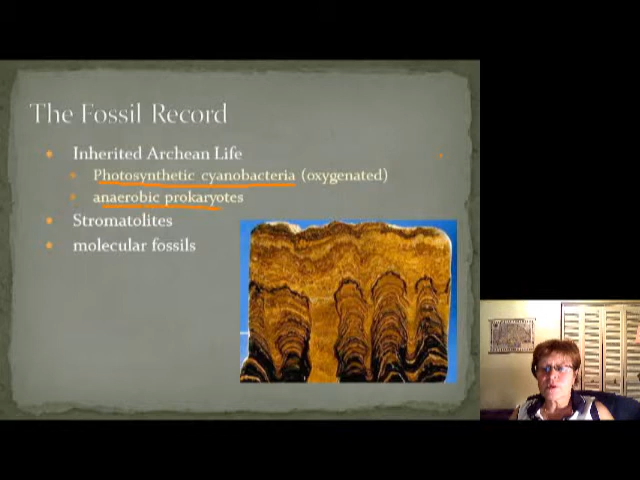 The Fossil Record
Inherited Archean Life
Photosynthetic cyanobacteria (oxygenated)
anaerobic prokaryotes
Stromatolites
molecular fossils